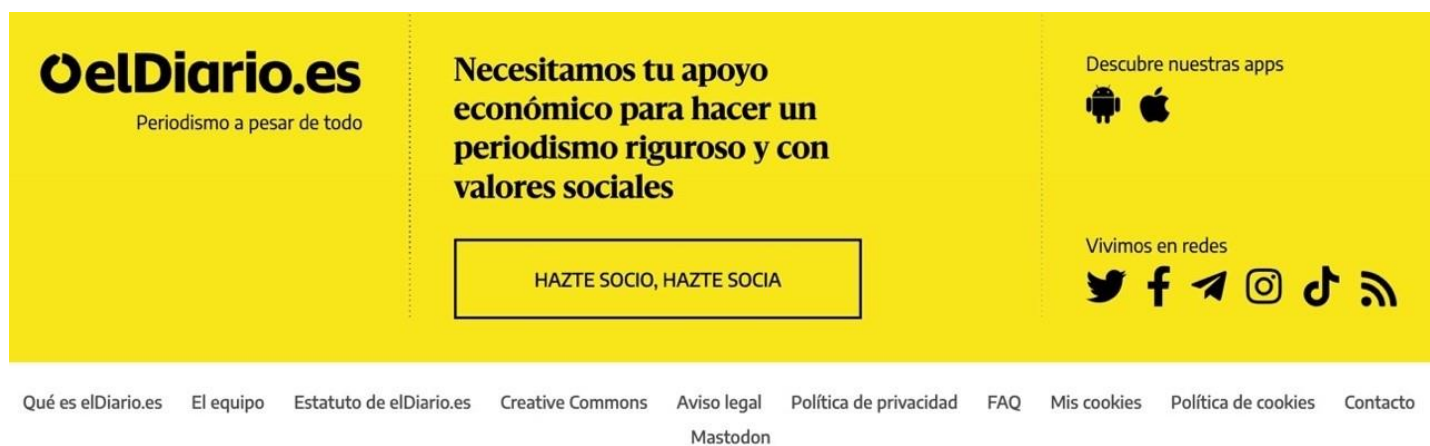 elDiario.es
Periodismo a pesar de todo
Necesitamos tu apoyo
económico para hacer un
periodismo riguroso y con
valores sociales
HAZTE SOCIO, HAZTE SOCIA
Descubre nuestras apps
Vivimos en redes
Qué es elDiario.es El equipo Estatuto de elDiario.es Creative Commons Aviso legal Política de privacidad FAQ Mis cookies Política de cookies Contacto
Mastodon